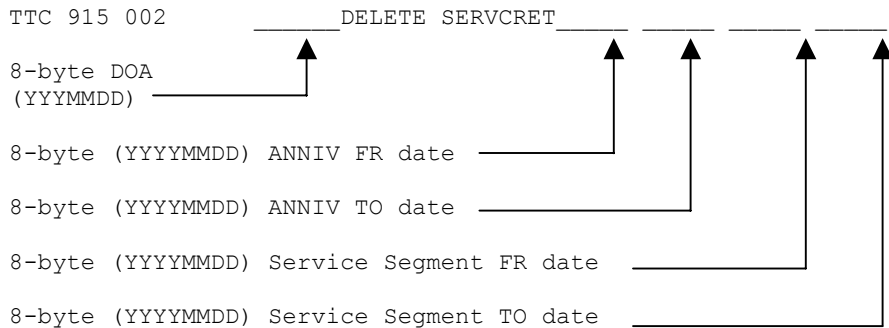 TTC 915 002 ______DELETE SERVCRET_____ _____ _____ _____
8-byte DOA
(YYYMMDD)
8-byte (YYYYMMDD) ANNIV FR date
8-byte (YYYYMMDD) ANNIV TO date
8-byte (YYYYMMDD) Service Segment FR date
8-byte (YYYYMMDD) Service Segment TO date